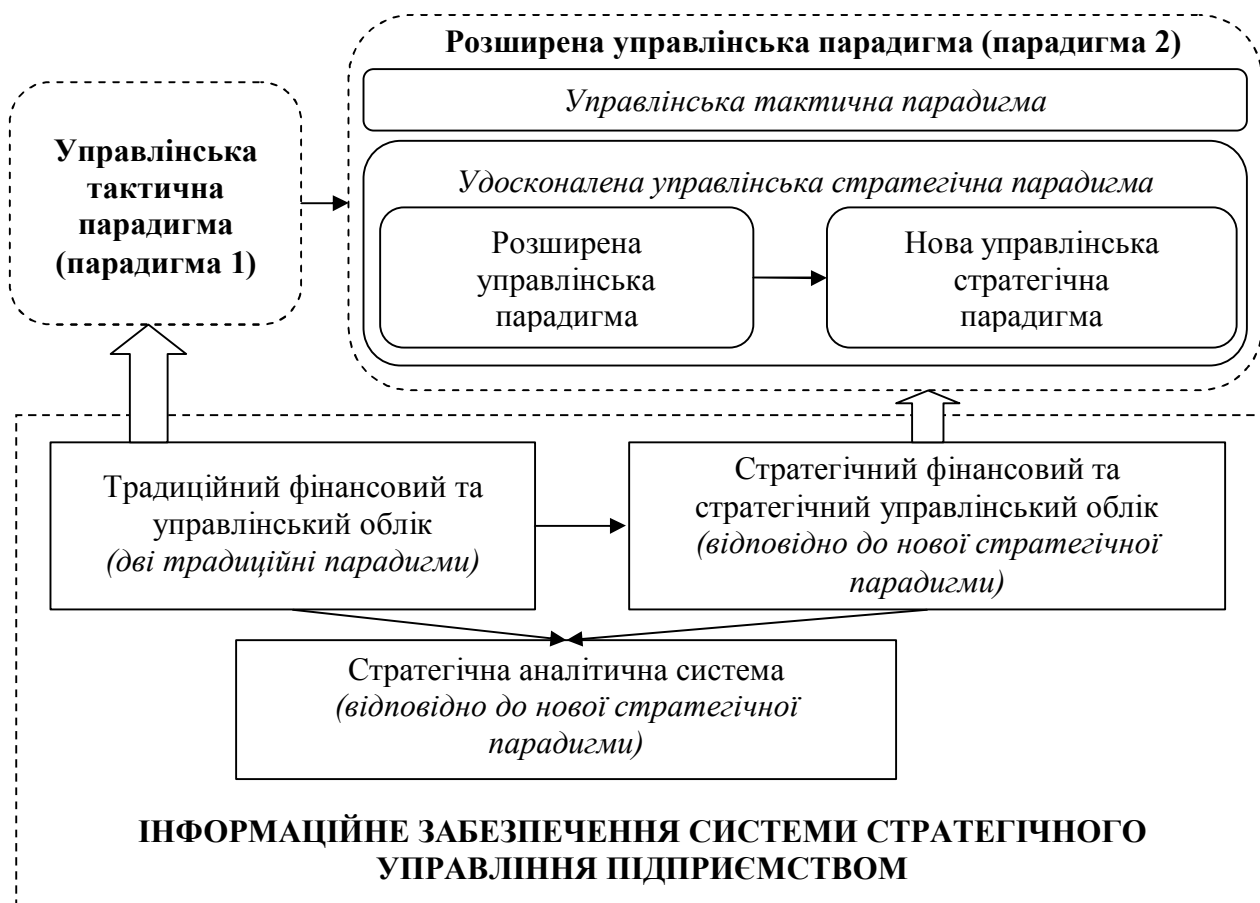 Розширена управлінська парадигма (парадигма 2)
Управлінська тактична парадигма
Управлінська
тактична
парадигма
(парадигма 1)
Удосконалена управлінська стратегічна парадигма
Розширена
управлінська
парадигма
Нова управлінська
стратегічна
парадигма
Традиційний фінансовий та
управлінський облік
(дві традиційні парадигми)
Стратегічний фінансовий та
стратегічний управлінський облік
(відповідно до нової стратегічної
парадигми)
Стратегічна аналітична система
(відповідно до нової стратегічної
парадигми)
ІНФОРМАЦІЙНЕ ЗАБЕЗПЕЧЕННЯ СИСТЕМИ СТРАТЕГІЧНОГО
УПРАВЛІННЯ ПІДПРИЄМСТВОМ